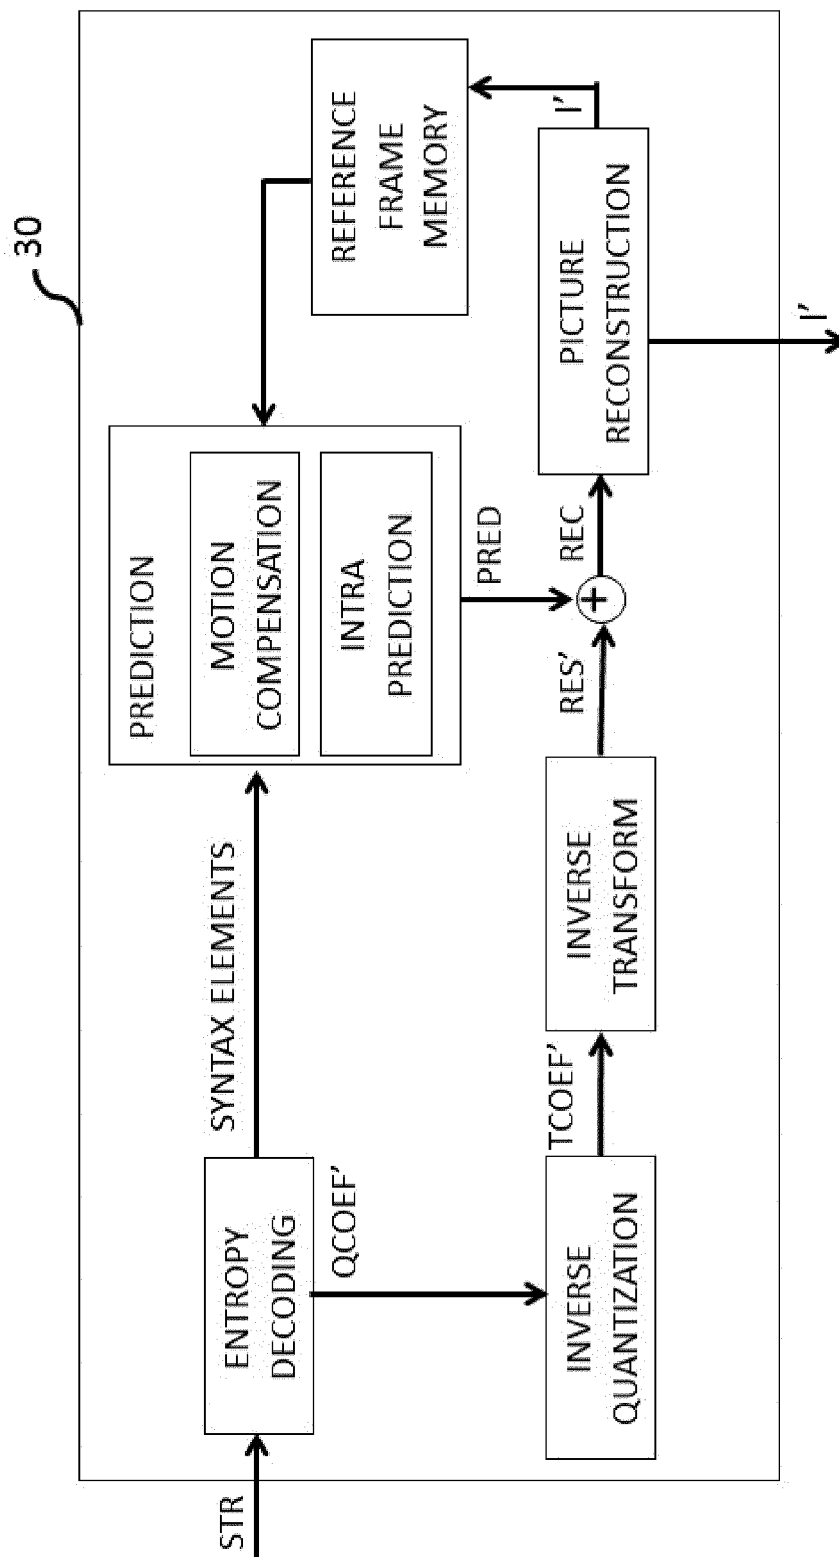 30
STR
ENTROPY
DECODING
SYNTAX ELEMENTS
QCOEF'
PREDICTION
MOTION
COMPENSATION
INTRA
PREDICTION
REFERENCE
FRAME
MEMORY
INVERSE
QUANTIZATION
TCOEF'
INVERSE
TRANSFORM
RES'
PRED
+
REC
PICTURE
RECONSTRUCTION
I'
I'